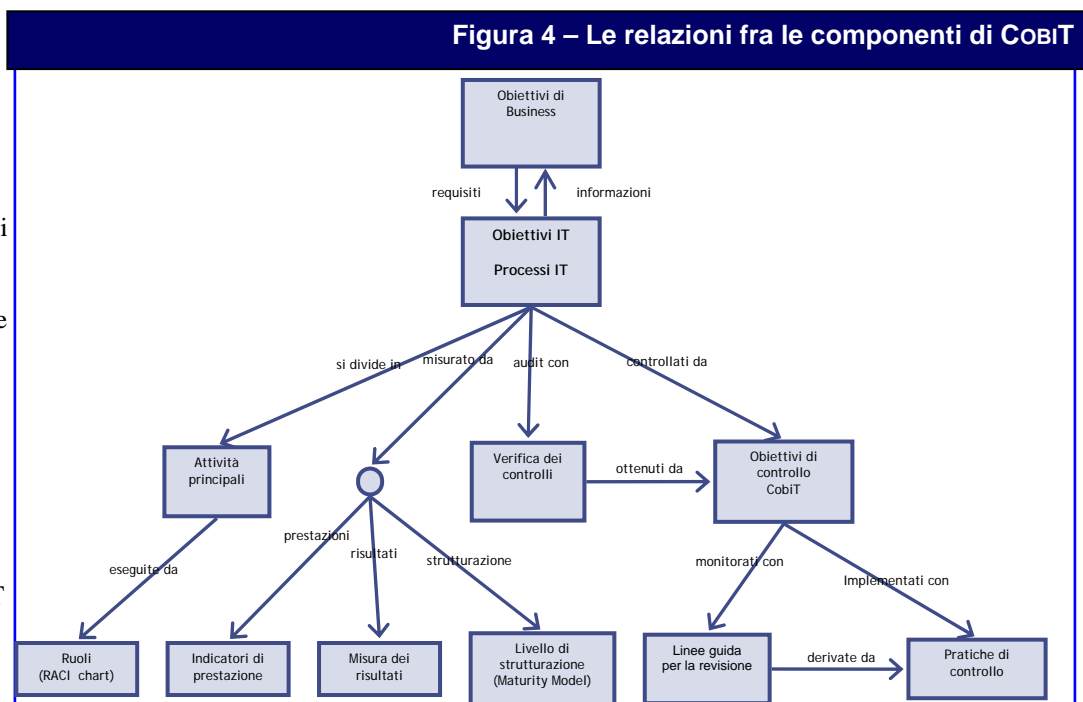 Figura 4 – Le relazioni fra le componenti di COBIT
Obiettivi di
Business
requisiti
informazioni
i
Obiettivi IT
Processi IT
e
si divide in
misurato da
audit con
controllati da
Attività
principali
Verifica dei
controlli
ottenuti da
Obiettivi di
controllo
CobiT
prestazioni
risultati
strutturazione
monitorati con
Implementati con
eseguite da
T
Ruoli
(RACI chart)
Indicatori di
prestazione
Misura dei
risultati
Livello di
strutturazione
(Maturity Model)
Linee guida
per la revisione
derivate da
Pratiche di
controllo